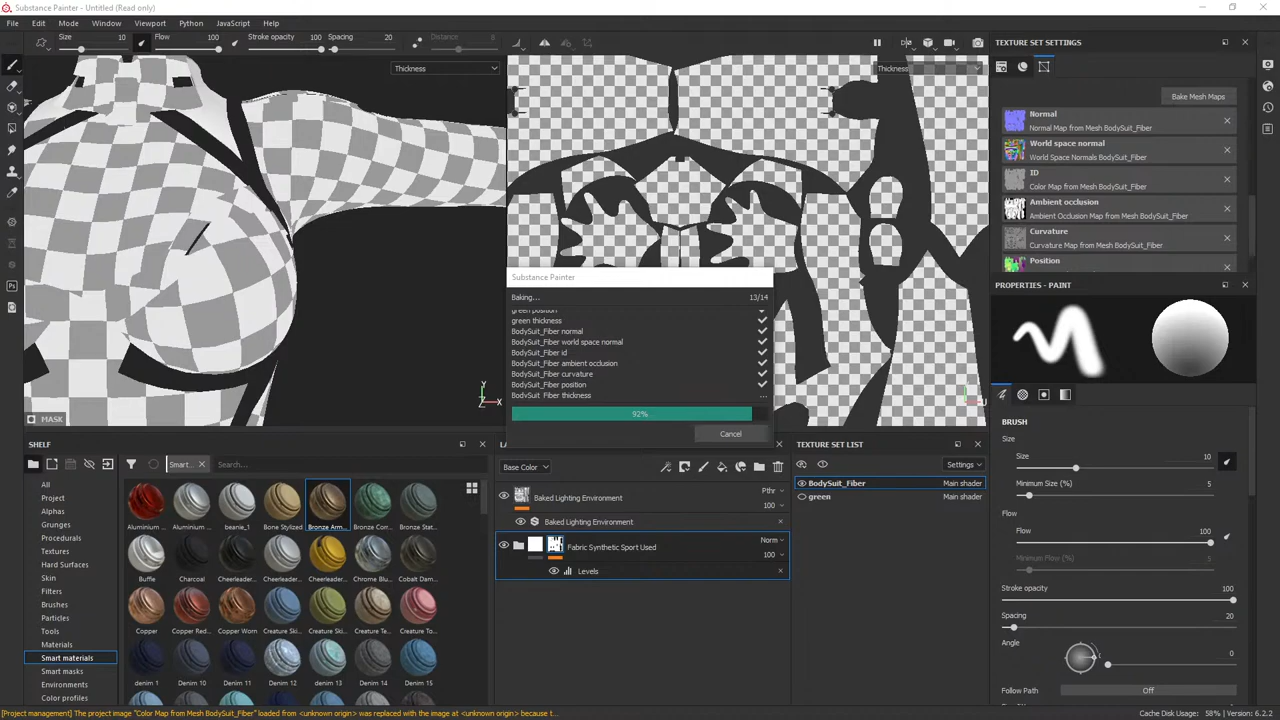 Substance Painter - Untitled (Read only)
File Edit Mode Window Viewport Python JavaScript Help
Size 10 Flow 100 Stroke opacity 100 Spacing 20 Distance 8
Thickness
Thickness
Y
X
U
MASK
TEXTURE SET SETTINGS
Bake Mesh Maps
Normal
Normal Map from Mesh BodySuit_Fiber
World space normal
World Space Normals BodySuit_Fiber
ID
Color Map from Mesh BodySuit_Fiber
Ambient occlusion
Ambient Occlusion Map from Mesh BodySuit_Fiber
Curvature
Curvature Map from Mesh BodySuit_Fiber
Position
Substance Painter
Baking... 13/14
green position
green thickness
BodySuit_Fiber normal
BodySuit_Fiber world space normal
BodySuit_Fiber id
BodySuit_Fiber ambient occlusion
BodySuit_Fiber curvature
BodySuit_Fiber position
BodySuit_Fiber thickness ...
92%
Cancel
PROPERTIES - PAINT
BRUSH
Size
Size 10
Minimum Size (%) 5
Flow
Flow 100
Minimum Flow (%) 5
Stroke opacity 100
Spacing 20
Angle
0
Follow Path Off
SHELF
Smart...
Search...
All
Project
Alphas
Grunges
Procedurals
Textures
Hard Surfaces
Skin
Filters
Brushes
Particles
Tools
Materials
Smart materials
Smart masks
Environments
Color profiles
Aluminium ... Aluminium ... beanie_1 Bone Stylized Bronze Arm... Bronze Corr... Bronze Stat...
Buffle Charcoal Cheerleader... Cheerleader... Cheerleader... Chrome Blu... Cobalt Dam...
Copper Copper Red... Copper Worn Creature Ski... Creature Ski... Creature Te... Creature To...
denim 1 Denim 10 Denim 11 Denim 12 denim 13 Denim 14 Denim 15
Base Color
Baked Lighting Environment Pthr 100
Baked Lighting Environment
Fabric Synthetic Sport Used Norm 100
Levels
TEXTURE SET LIST
Settings
BodySuit_Fiber Main shader
green Main shader
[Project management] The project image "Color Map from Mesh BodySuit_Fiber" loaded from <unknown origin> was replaced with the image at <unknown origin> because t...
Cache Disk Usage: 58% | Version: 6.2.2